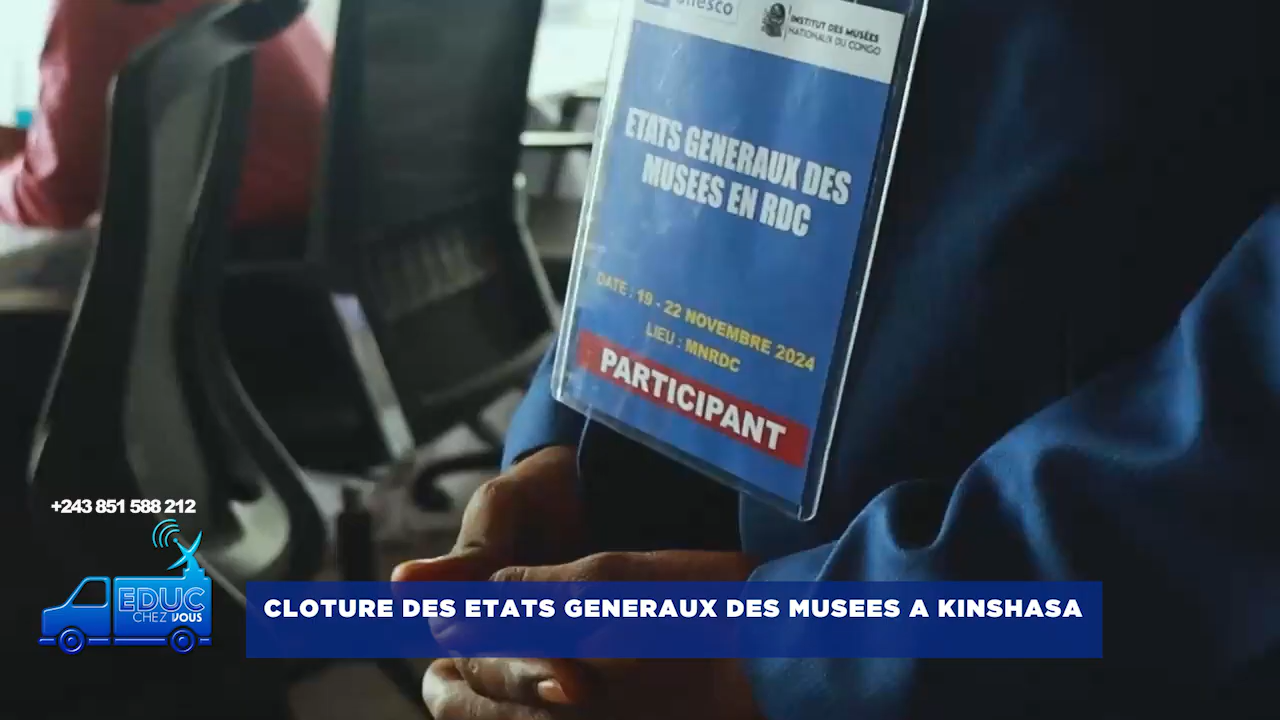 unesco
INSTITUT DES MUSÉES
NATIONAUX DU CONGO
ETATS GENERAUX DES
MUSEES EN RDC
DATE : 19 - 22 NOVEMBRE 2024
LIEU : MNRDC
PARTICIPANT
+243 851 588 212
EDUC
CHEZ VOUS
CLOTURE DES ETATS GENERAUX DES MUSEES A KINSHASA